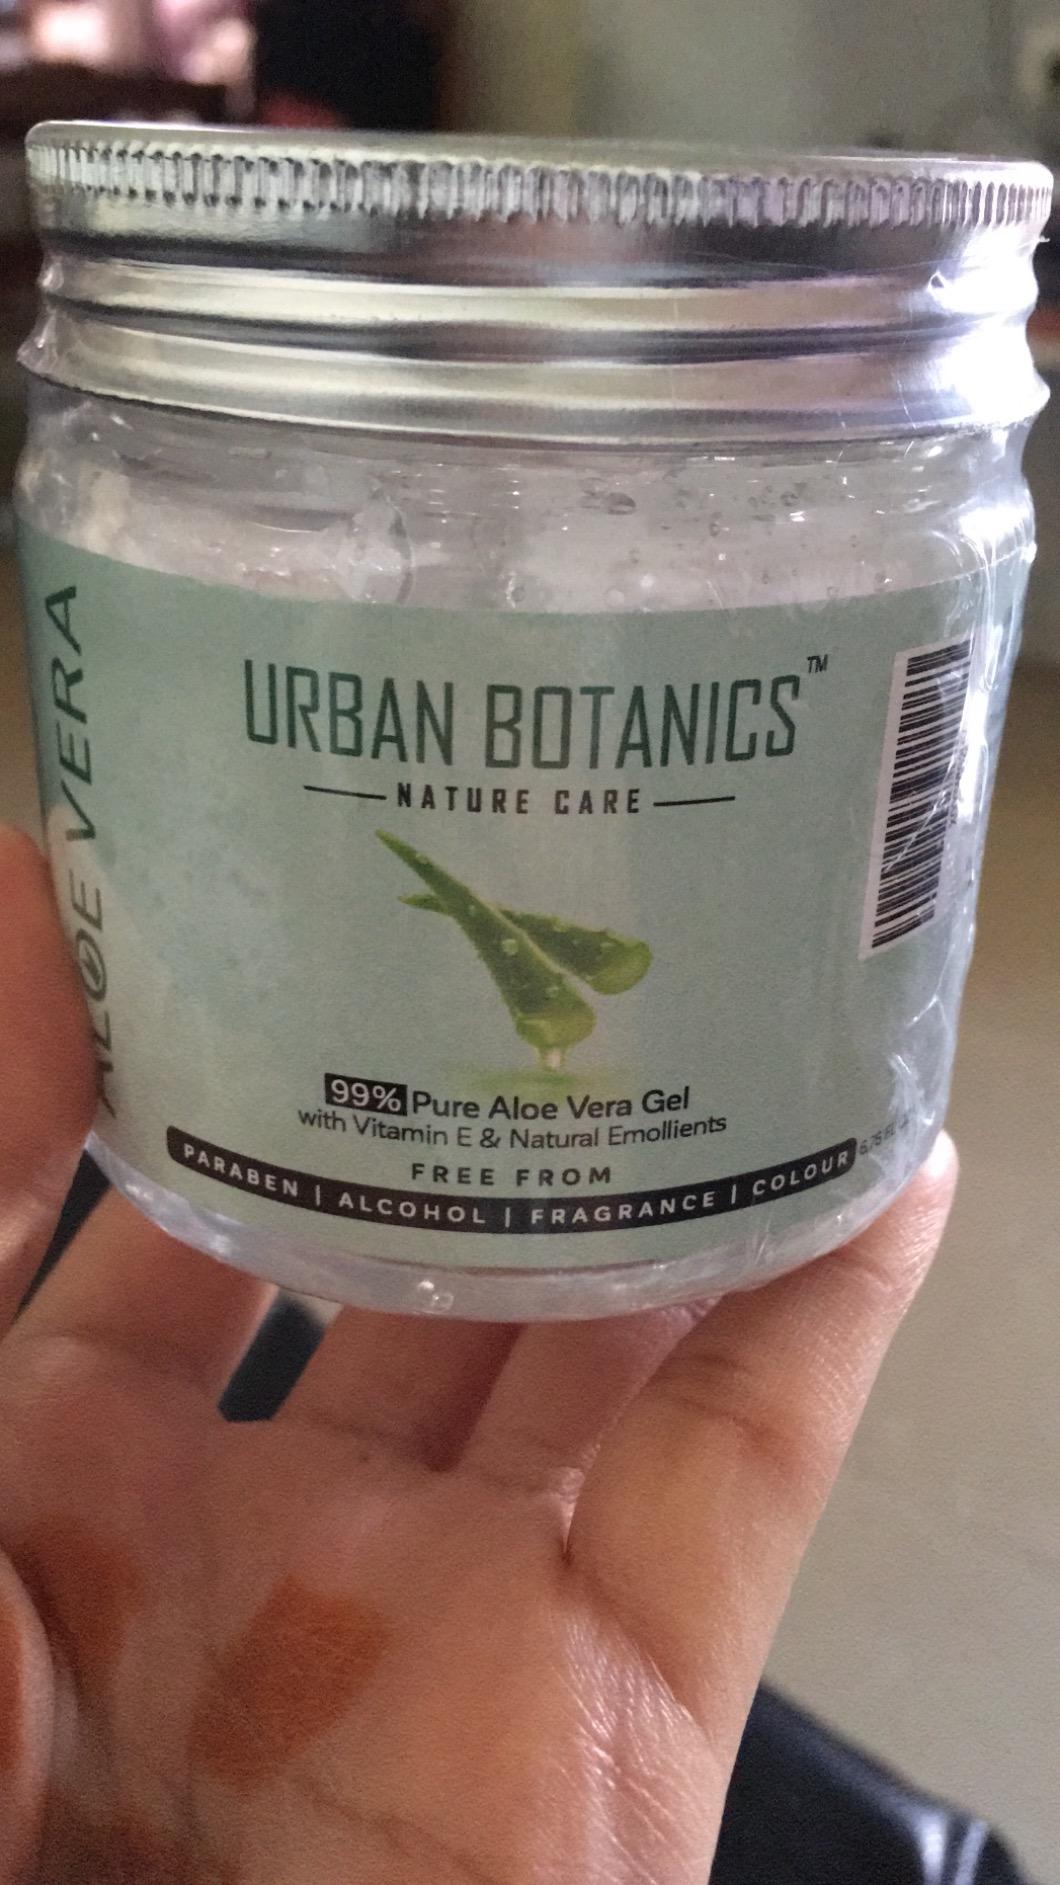 ALOE VERA
URBAN BOTANICS™
NATURE CARE
99% Pure Aloe Vera Gel
with Vitamin E & Natural Emollients
FREE FROM
PARABEN | ALCOHOL | FRAGRANCE | COLOUR